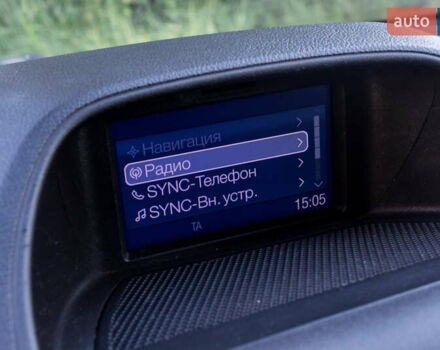 auto
Навигация
Радио
SYNC-Телефон
SYNC-Вн. устр.
15:05
TA